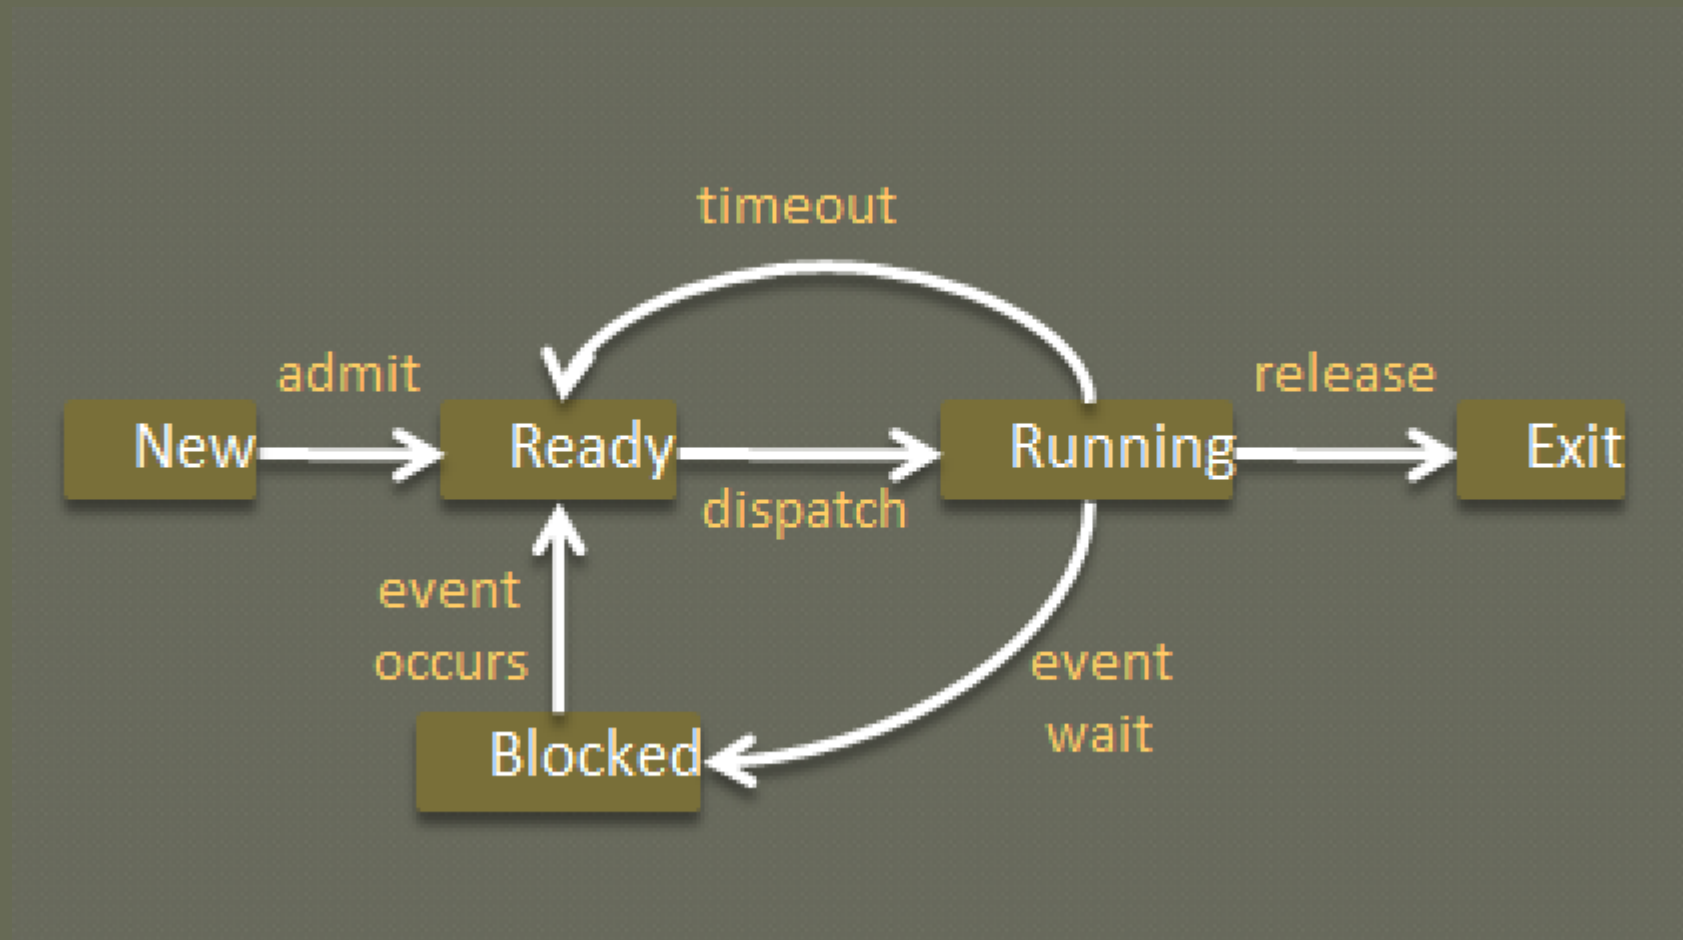 timeout
admit
release
New
Ready
Running
Exit
dispatch
event
occurs
event
wait
Blocked